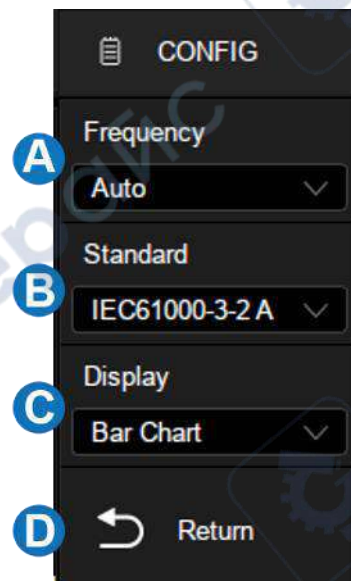 CONFIG
A
Frequency
Auto
B
Standard
IEC61000-3-2 A
C
Display
Bar Chart
D
Return